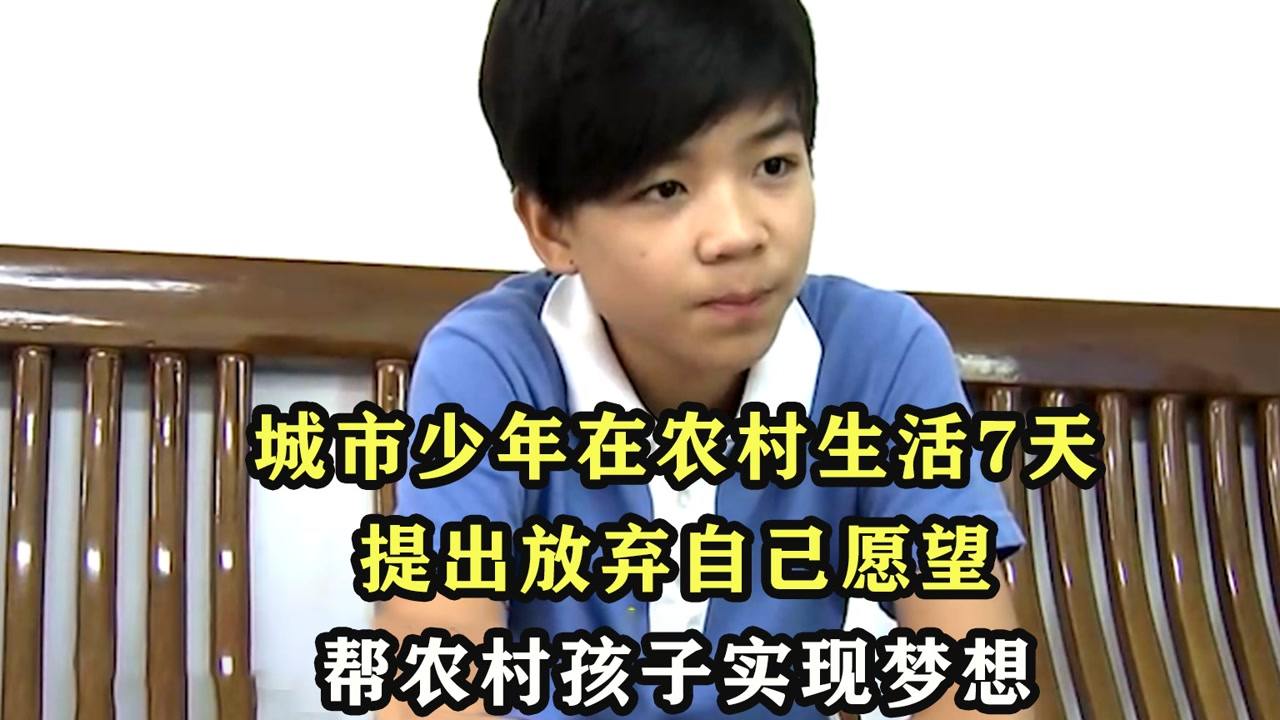 城市少年在农村生活7天
提出放弃自己愿望
帮农村孩子实现梦想